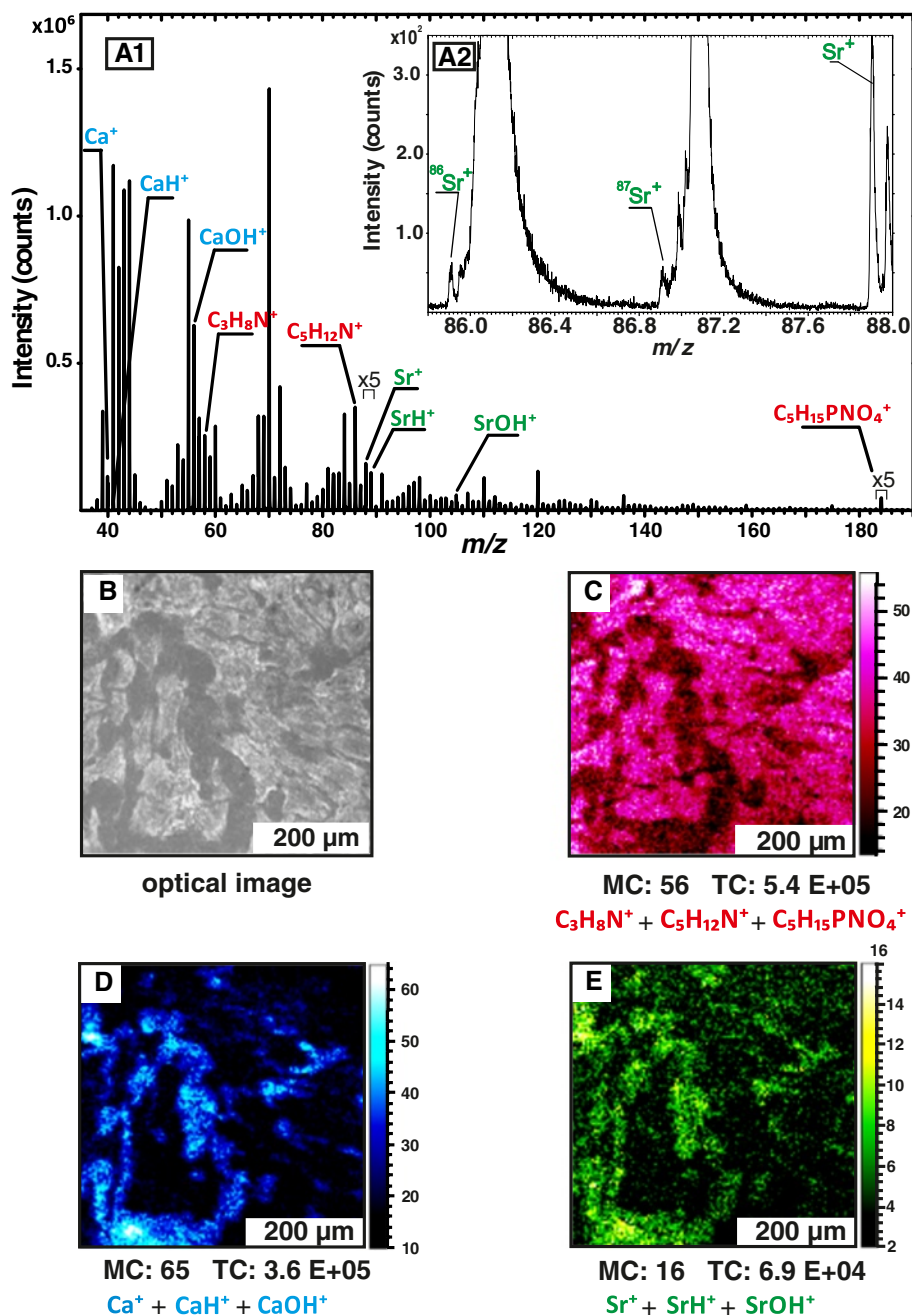 x10⁶
A1
1.5
1.0
0.5
Intensity (counts)
Ca⁺
CaH⁺
CaOH⁺
C₃H₈N⁺
C₅H₁₂N⁺
x5
Sr⁺
SrH⁺
SrOH⁺
C₅H₁₅PNO₄⁺
x5
40 60 80 100 120 140 160 180
m/z
x10²
A2
3.0
2.0
1.0
Intensity (counts)
⁸⁶Sr⁺
⁸⁷Sr⁺
Sr⁺
86.0 86.4 86.8 87.2 87.6 88.0
m/z
B
200 µm
optical image
C
200 µm
50
40
30
20
MC: 56 TC: 5.4 E+05
C₃H₈N⁺ + C₅H₁₂N⁺ + C₅H₁₅PNO₄⁺
D
200 µm
60
50
40
30
20
10
MC: 65 TC: 3.6 E+05
Ca⁺ + CaH⁺ + CaOH⁺
E
200 µm
16
14
12
10
8
6
4
2
MC: 16 TC: 6.9 E+04
Sr⁺ + SrH⁺ + SrOH⁺